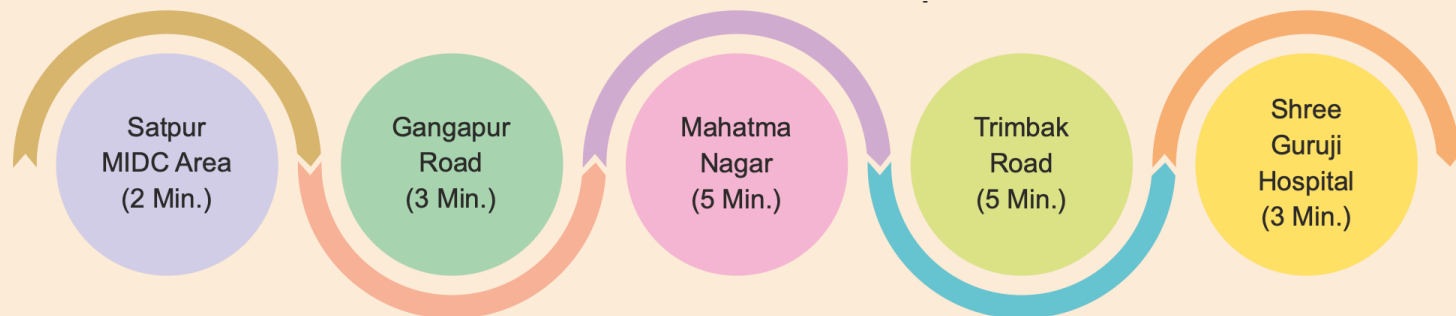 Satpur
MIDC Area
(2 Min.)
Gangapur
Road
(3 Min.)
Mahatma
Nagar
(5 Min.)
Trimbak
Road
(5 Min.)
Shree
Guruji
Hospital
(3 Min.)